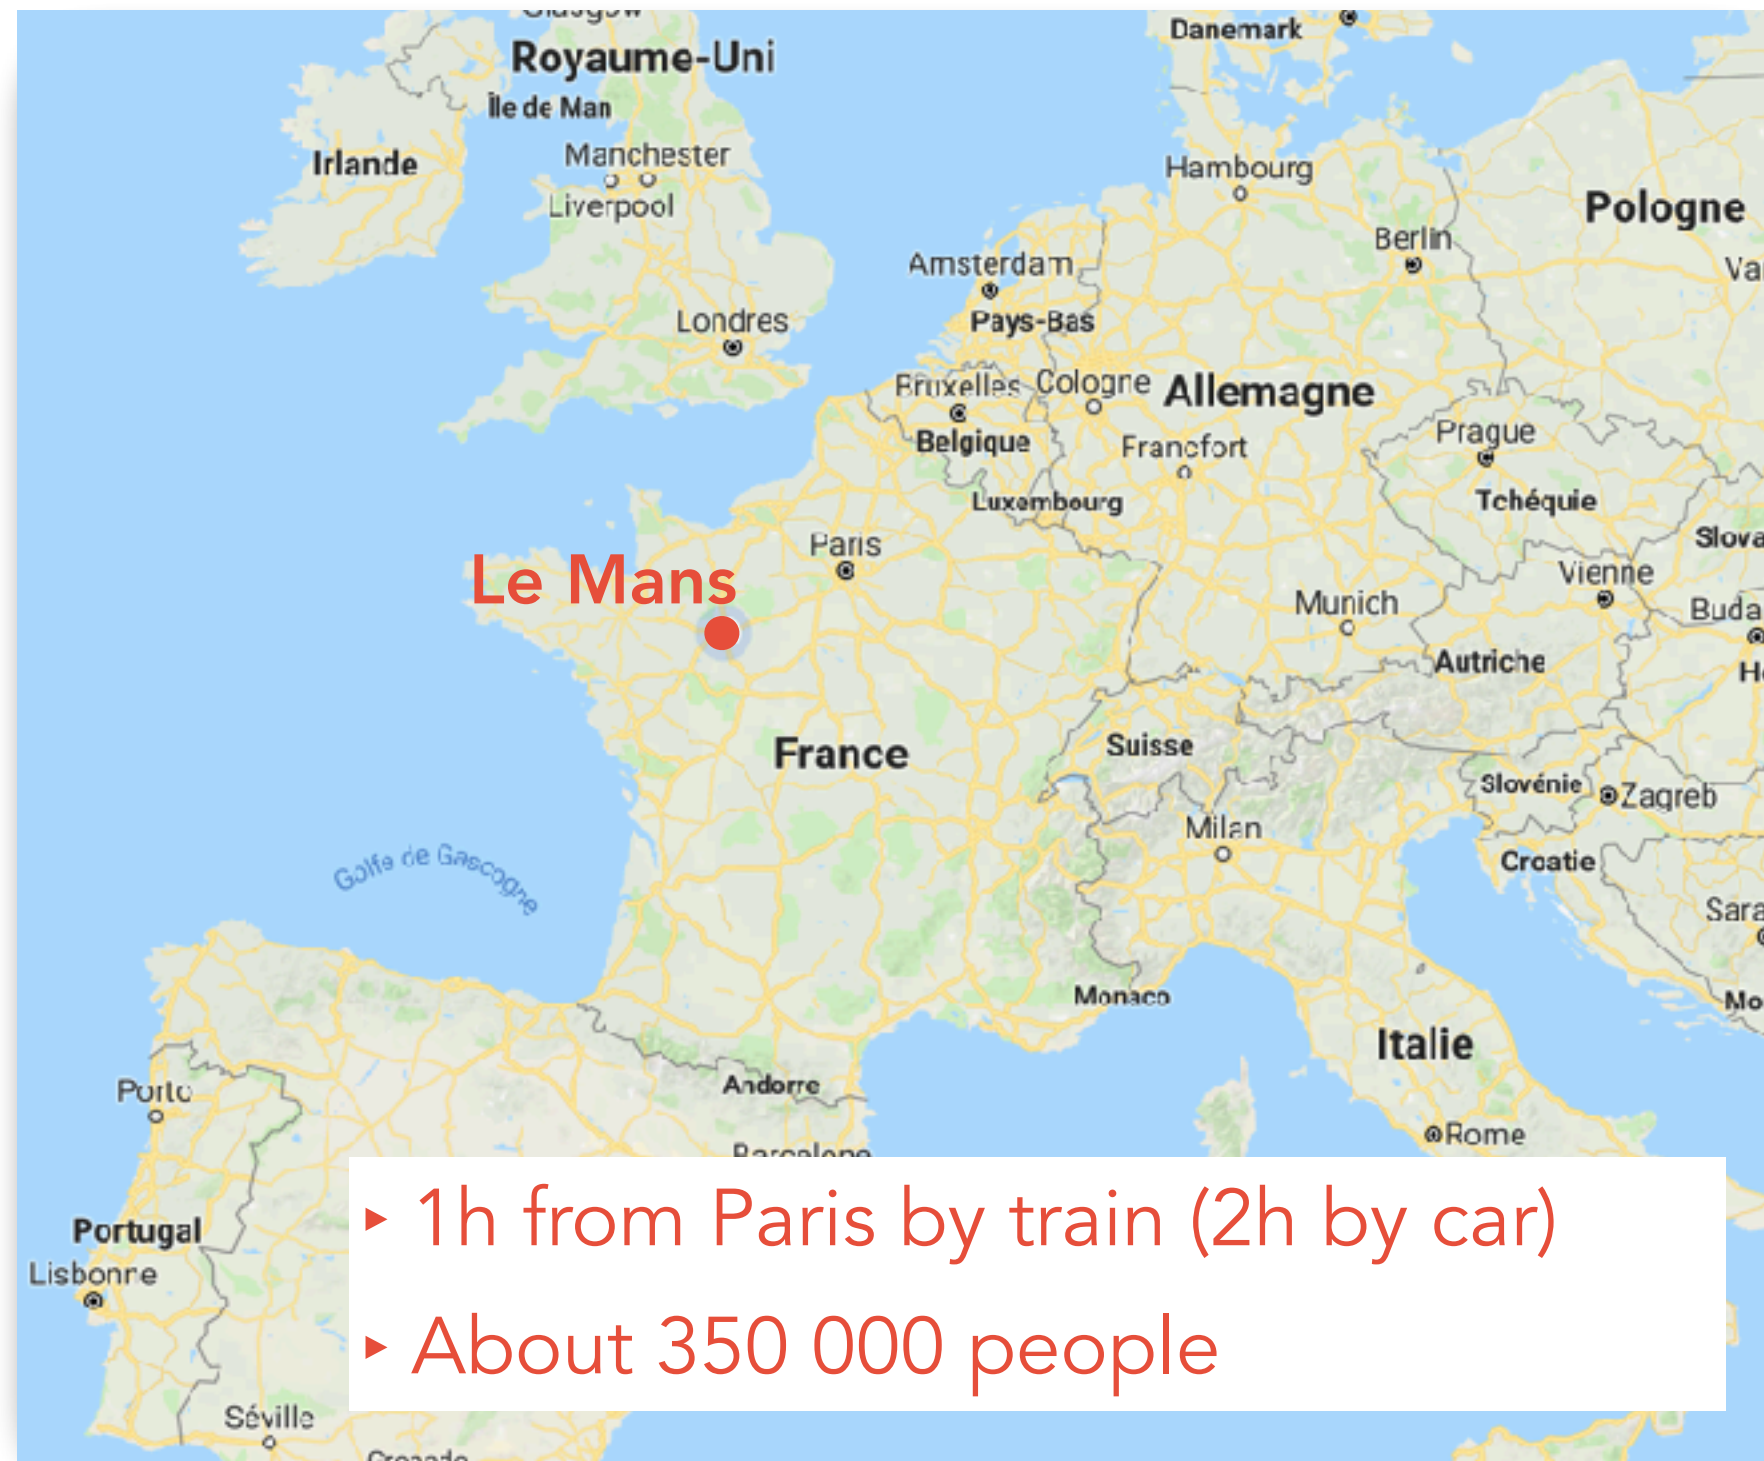 Royaume-Uni
Danemark
Île de Man
Irlande
Manchester
Liverpool
Hambourg
Pologne
Berlin
Amsterdam
Pays-Bas
Londres
Bruxelles
Cologne
Allemagne
Belgique
Francfort
Prague
Luxembourg
Tchéquie
Paris
Le Mans
Vienne
Munich
Autriche
France
Suisse
Slovénie
Zagreb
Milan
Croatie
Golfe de Gascogne
Monaco
Italie
Andorre
Porto
Rome
Barcelone
▸ 1h from Paris by train (2h by car)
Portugal
Lisbonne
▸ About 350 000 people
Séville